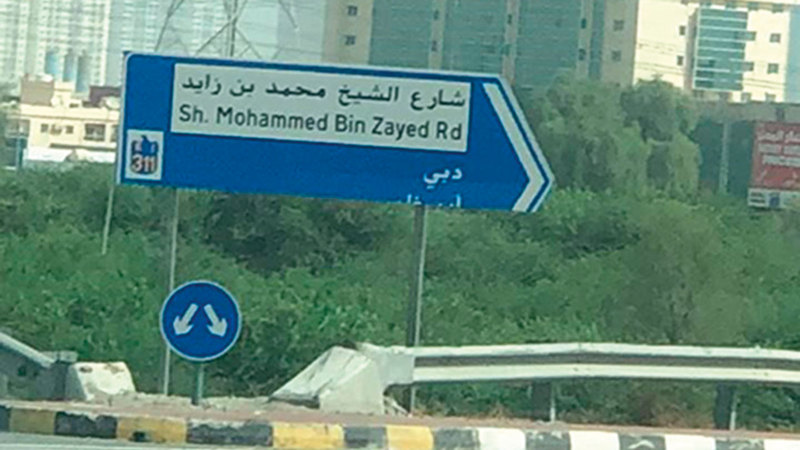 شارع الشيخ محمد بن زايد
Sh. Mohammed Bin Zayed Rd
311
دبي